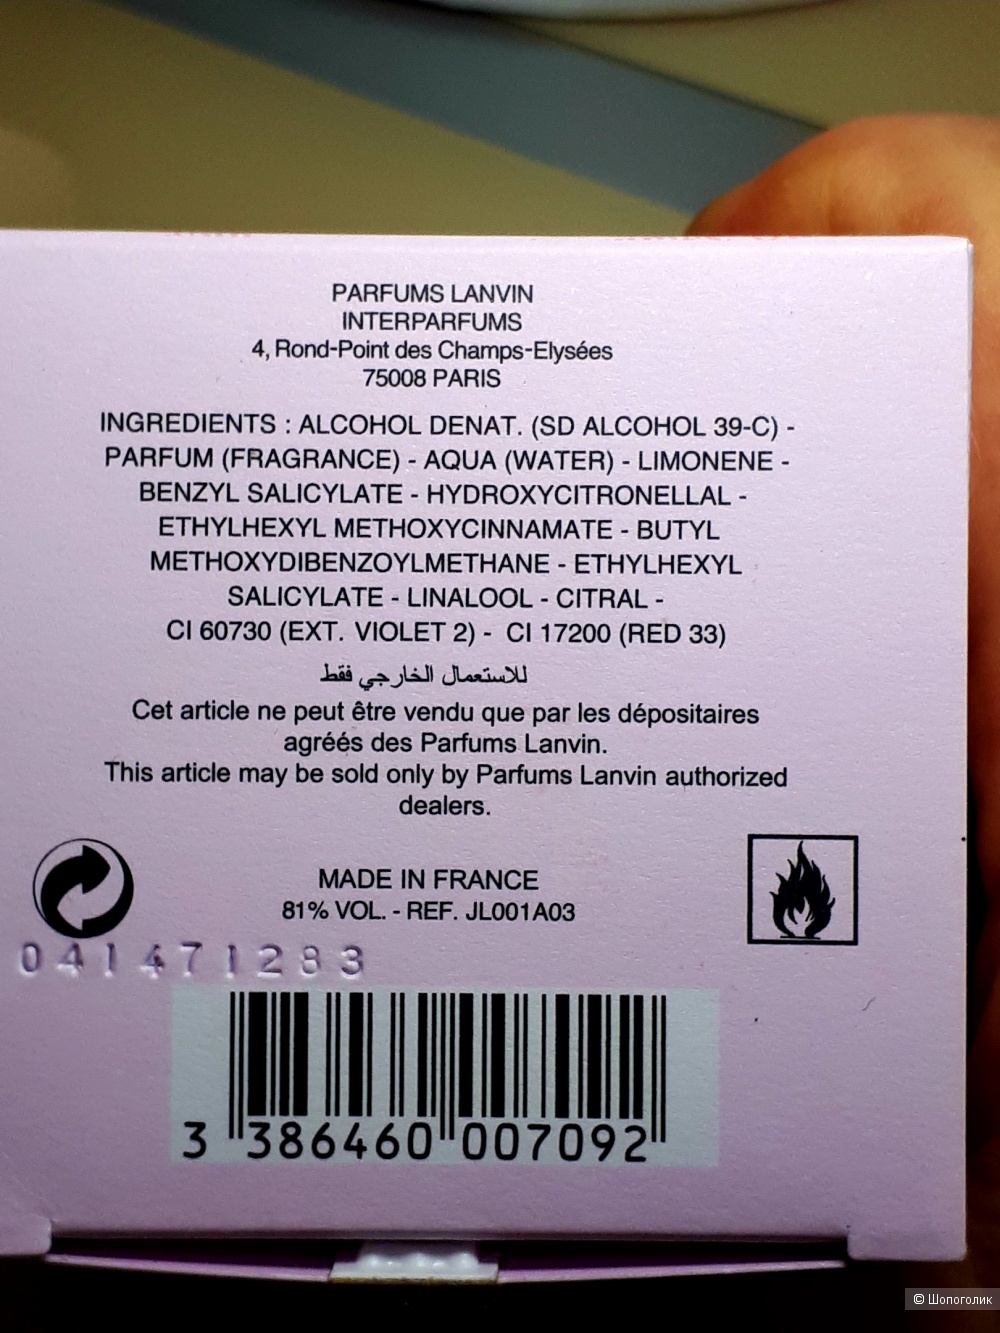 PARFUMS LANVIN
INTERPARFUMS
4, Rond-Point des Champs-Elysées
75008 PARIS
INGREDIENTS : ALCOHOL DENAT. (SD ALCOHOL 39-C) -
PARFUM (FRAGRANCE) - AQUA (WATER) - LIMONENE -
BENZYL SALICYLATE - HYDROXYCITRONELLAL -
ETHYLHEXYL METHOXYCINNAMATE - BUTYL
METHOXYDIBENZOYLMETHANE - ETHYLHEXYL
SALICYLATE - LINALOOL - CITRAL -
CI 60730 (EXT. VIOLET 2) - CI 17200 (RED 33)
للاستعمال الخارجي فقط
Cet article ne peut être vendu que par les dépositaires
agréés des Parfums Lanvin.
This article may be sold only by Parfums Lanvin authorized
dealers.
MADE IN FRANCE
81% VOL. - REF. JL001A03
041471283
3 386460 007092
© Шопоголик